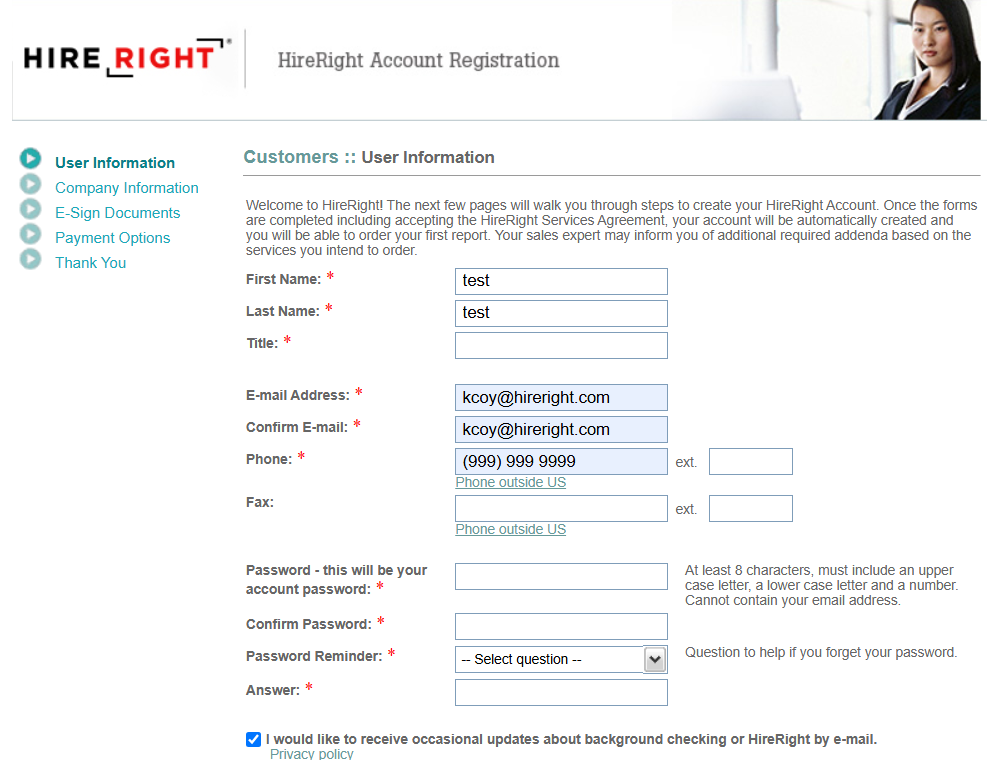 HIRE RIGHT®
HireRight Account Registration
User Information
Company Information
E-Sign Documents
Payment Options
Thank You
Customers :: User Information
Welcome to HireRight! The next few pages will walk you through steps to create your HireRight Account. Once the forms
are completed including accepting the HireRight Services Agreement, your account will be automatically created and
you will be able to order your first report. Your sales expert may inform you of additional required addenda based on the
services you intend to order.
First Name: * test
Last Name: * test
Title: *
E-mail Address: * kcoy@hireright.com
Confirm E-mail: * kcoy@hireright.com
Phone: * (999) 999 9999 ext.
Phone outside US
Fax: ext.
Phone outside US
Password - this will be your
account password: *
At least 8 characters, must include an upper
case letter, a lower case letter and a number.
Cannot contain your email address.
Confirm Password: *
Password Reminder: * -- Select question -- Question to help if you forget your password.
Answer: *
I would like to receive occasional updates about background checking or HireRight by e-mail.
Privacy policy